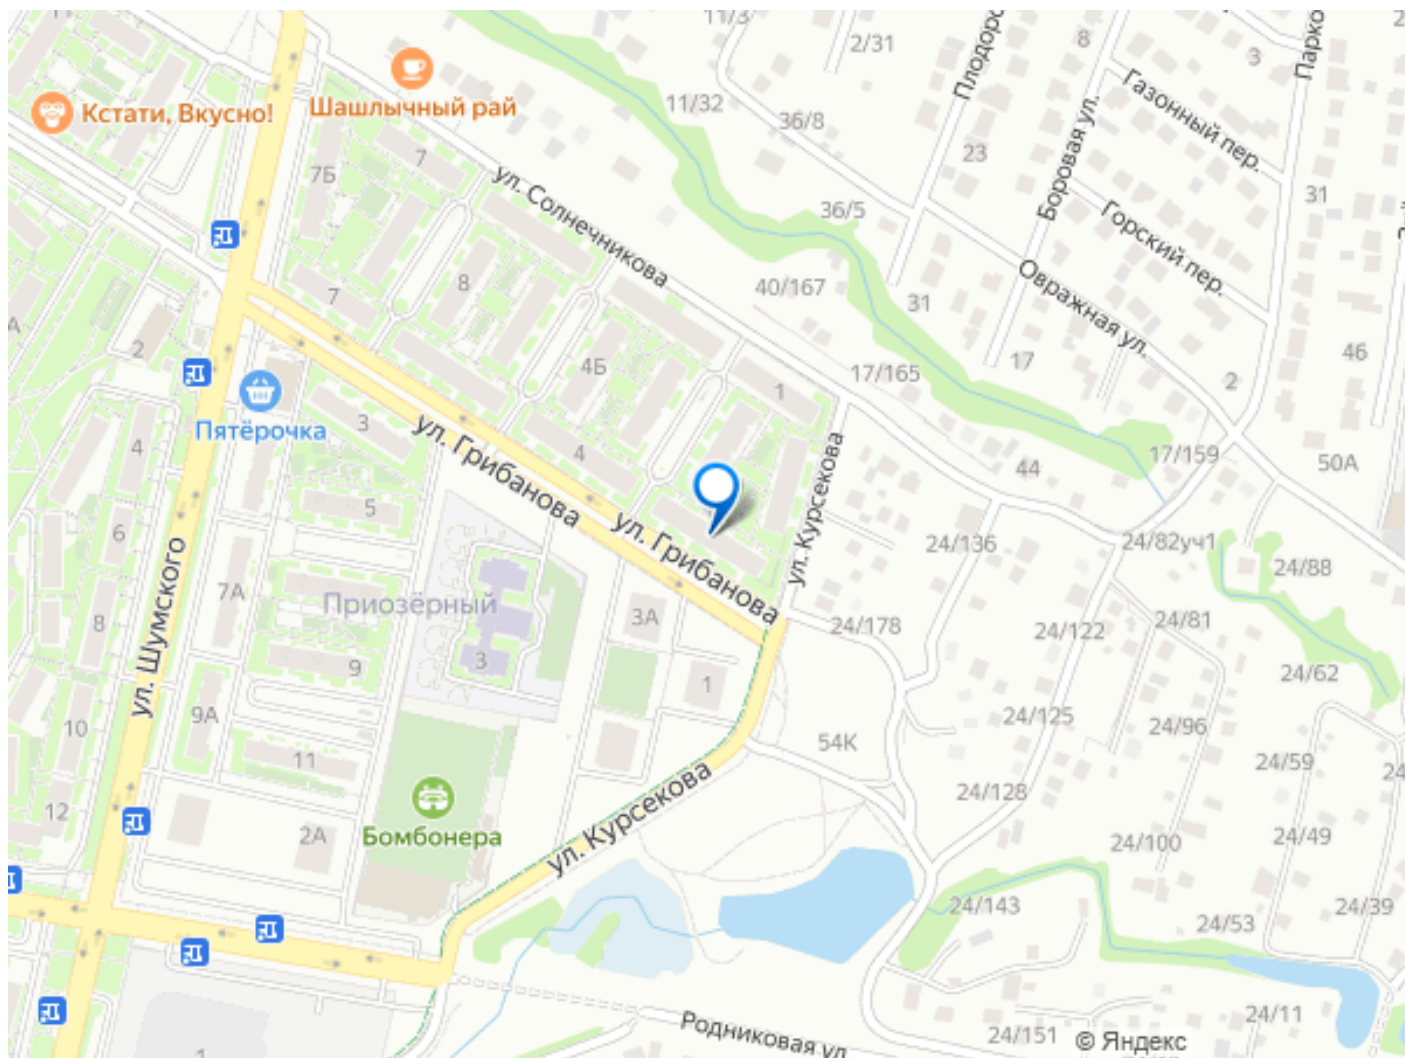 11/3
2/31
8
3
Парко
Плодоро
Газонный пер.
Шашлычный рай
Кстати, Вкусно!
11/32
36/8
Боровая ул.
7
7Б
23
ул. Солнечникова
31
36/5
Горский пер.
8
7
40/167
31
Овражная ул.
2
4Б
17/165
17
46
1
2
Пятёрочка
3
ул. Грибанова
4
4
ул. Курсекова
44
17/159
50А
5
6
ул. Грибанова
24/136
24/82уч1
24/88
ул. Шумского
7А
Приозёрный
3А
24/178
24/122
24/81
8
9
3
1
24/62
9А
10
24/125
24/96
54К
11
24/59
24
ул. Курсекова
24/128
12
2А
Бомбонера
24/100
24/49
24/143
24/53
24/39
24/11
Родниковая ул.
24/151
© Яндекс
1